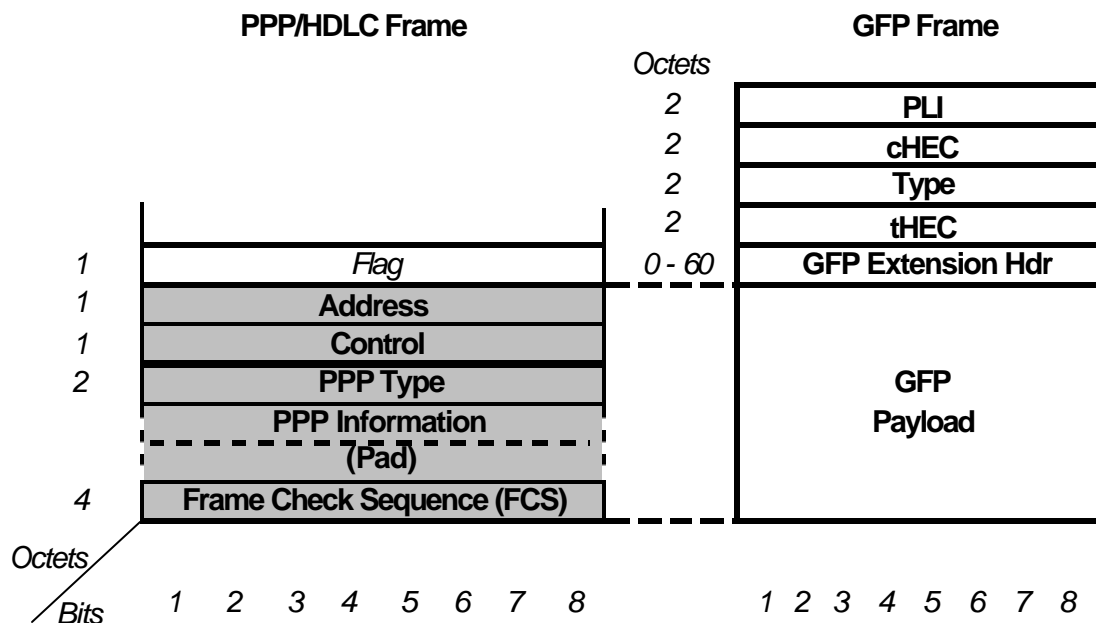 PPP/HDLC Frame GFP Frame
Octets
2 PLI
2 cHEC
2 Type
2 tHEC
1 Flag 0 - 60 GFP Extension Hdr
1 Address
1 Control
2 PPP Type GFP
PPP Information Payload
(Pad)
4 Frame Check Sequence (FCS)
Octets
Bits 1 2 3 4 5 6 7 8 1 2 3 4 5 6 7 8